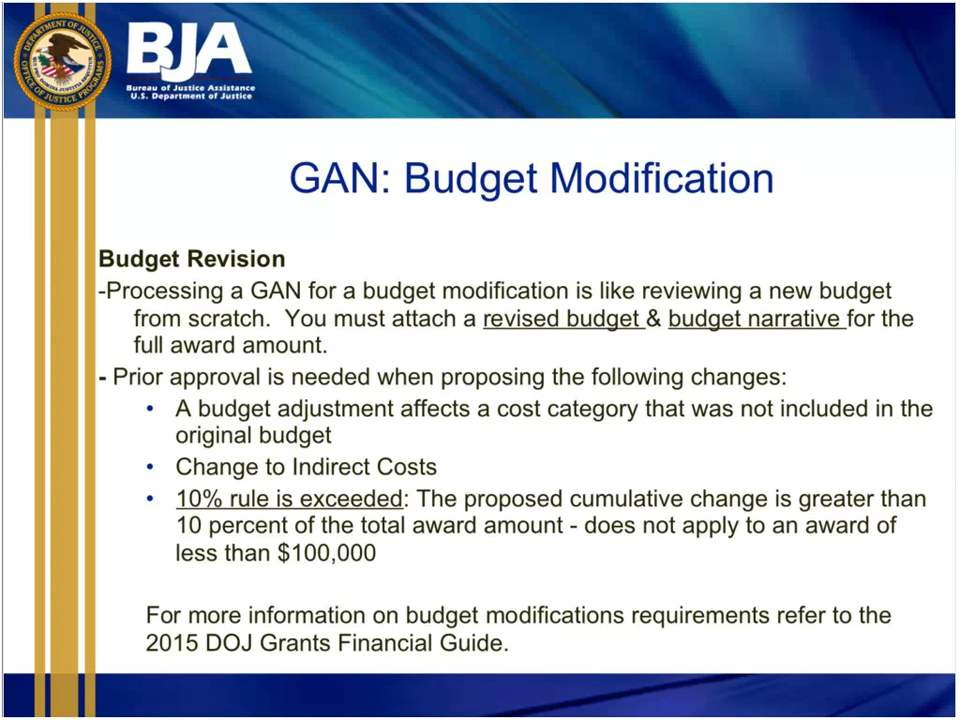 BJA
Bureau of Justice Assistance
U.S. Department of Justice
GAN: Budget Modification
Budget Revision
-Processing a GAN for a budget modification is like reviewing a new budget
from scratch. You must attach a revised budget & budget narrative for the
full award amount.
- Prior approval is needed when proposing the following changes:
• A budget adjustment affects a cost category that was not included in the
original budget
• Change to Indirect Costs
• 10% rule is exceeded: The proposed cumulative change is greater than
10 percent of the total award amount - does not apply to an award of
less than $100,000
For more information on budget modifications requirements refer to the
2015 DOJ Grants Financial Guide.